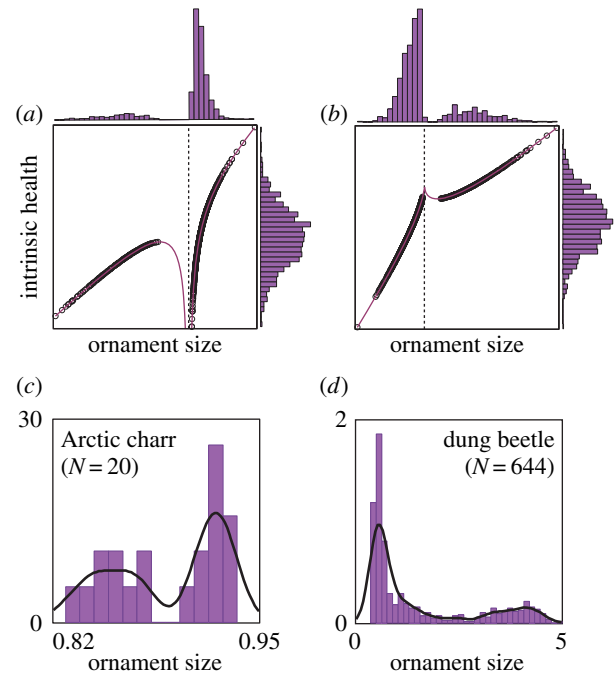 (a)
(b)
intrinsic health
ornament size
ornament size
(c)
(d)
30
Arctic charr
(N = 20)
0
0.82
0.95
ornament size
2
dung beetle
(N = 644)
1
0
0
5
ornament size